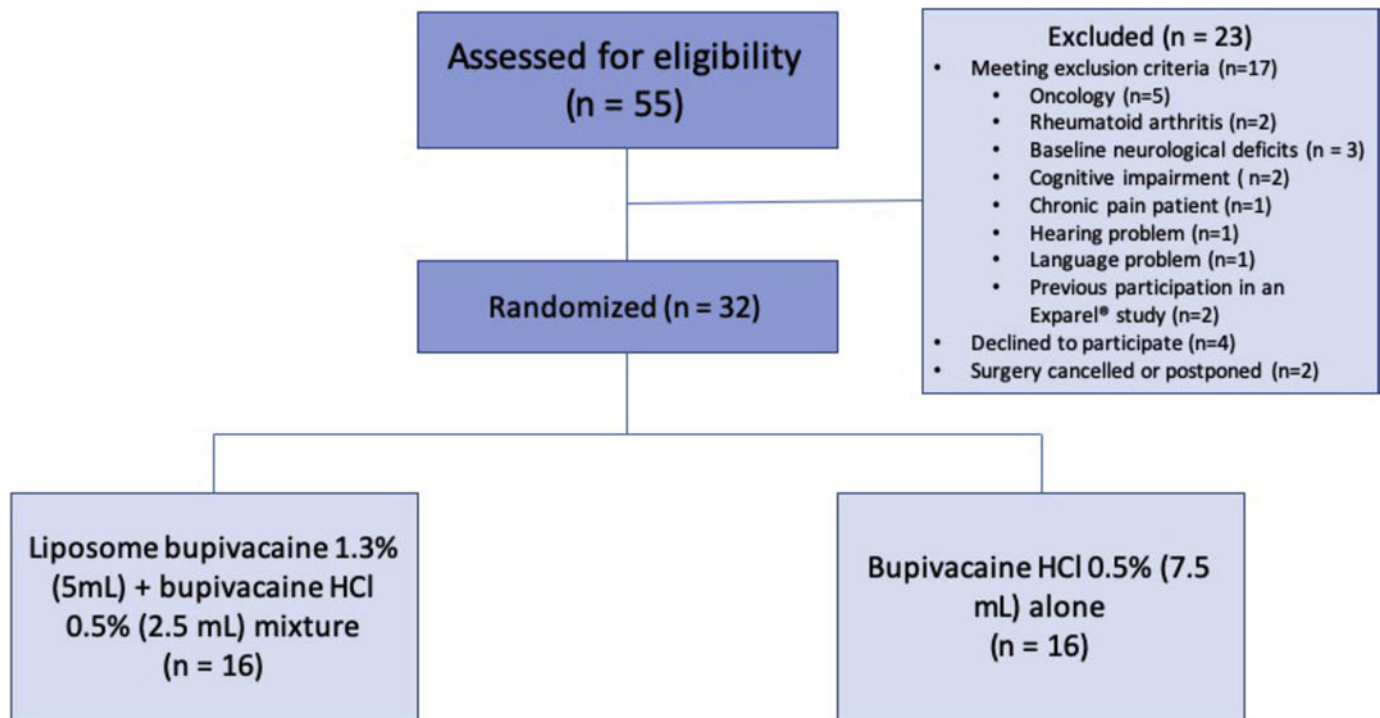 Assessed for eligibility
(n = 55)
Excluded (n = 23)
• Meeting exclusion criteria (n=17)
• Oncology (n=5)
• Rheumatoid arthritis (n=2)
• Baseline neurological deficits (n = 3)
• Cognitive impairment ( n=2)
• Chronic pain patient (n=1)
• Hearing problem (n=1)
• Language problem (n=1)
• Previous participation in an
Exparel® study (n=2)
• Declined to participate (n=4)
• Surgery cancelled or postponed (n=2)
Randomized (n = 32)
Liposome bupivacaine 1.3%
(5mL) + bupivacaine HCl
0.5% (2.5 mL) mixture
(n = 16)
Bupivacaine HCl 0.5% (7.5
mL) alone
(n = 16)